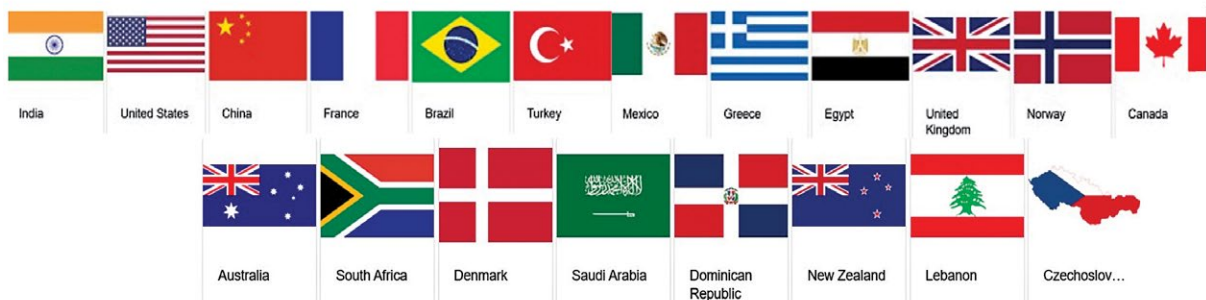 India United States China France Brazil Turkey Mexico Greece Egypt United Kingdom Norway Canada
Australia South Africa Denmark Saudi Arabia Dominican Republic New Zealand Lebanon Czechoslov...